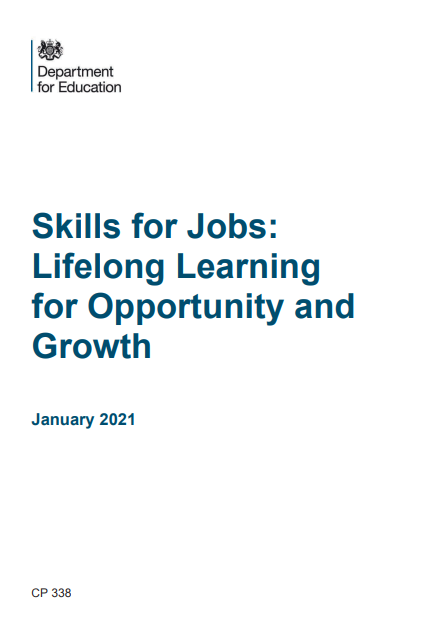 Department
for Education
Skills for Jobs:
Lifelong Learning
for Opportunity and
Growth
January 2021
CP 338